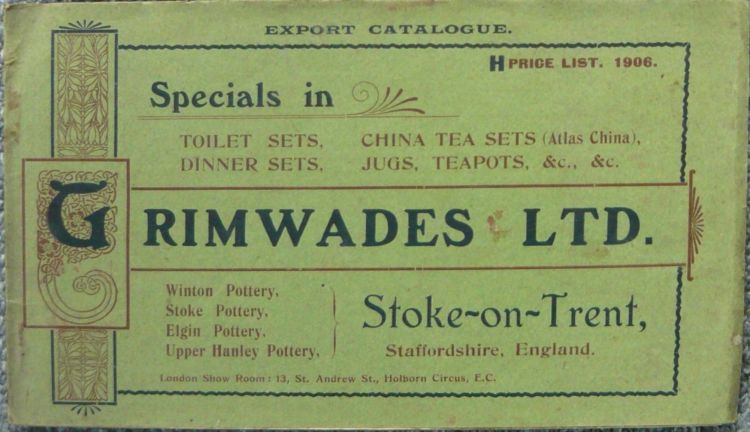 EXPORT CATALOGUE.
H PRICE LIST. 1906.
Specials in
TOILET SETS, CHINA TEA SETS (Atlas China),
DINNER SETS, JUGS, TEAPOTS, &c., &c.
GRIMWADES LTD.
Winton Pottery,
Stoke Pottery,
Elgin Pottery,
Upper Hanley Pottery,
Stoke-on-Trent,
Staffordshire, England.
London Show Room: 13, St. Andrew St., Holborn Circus, E.C.